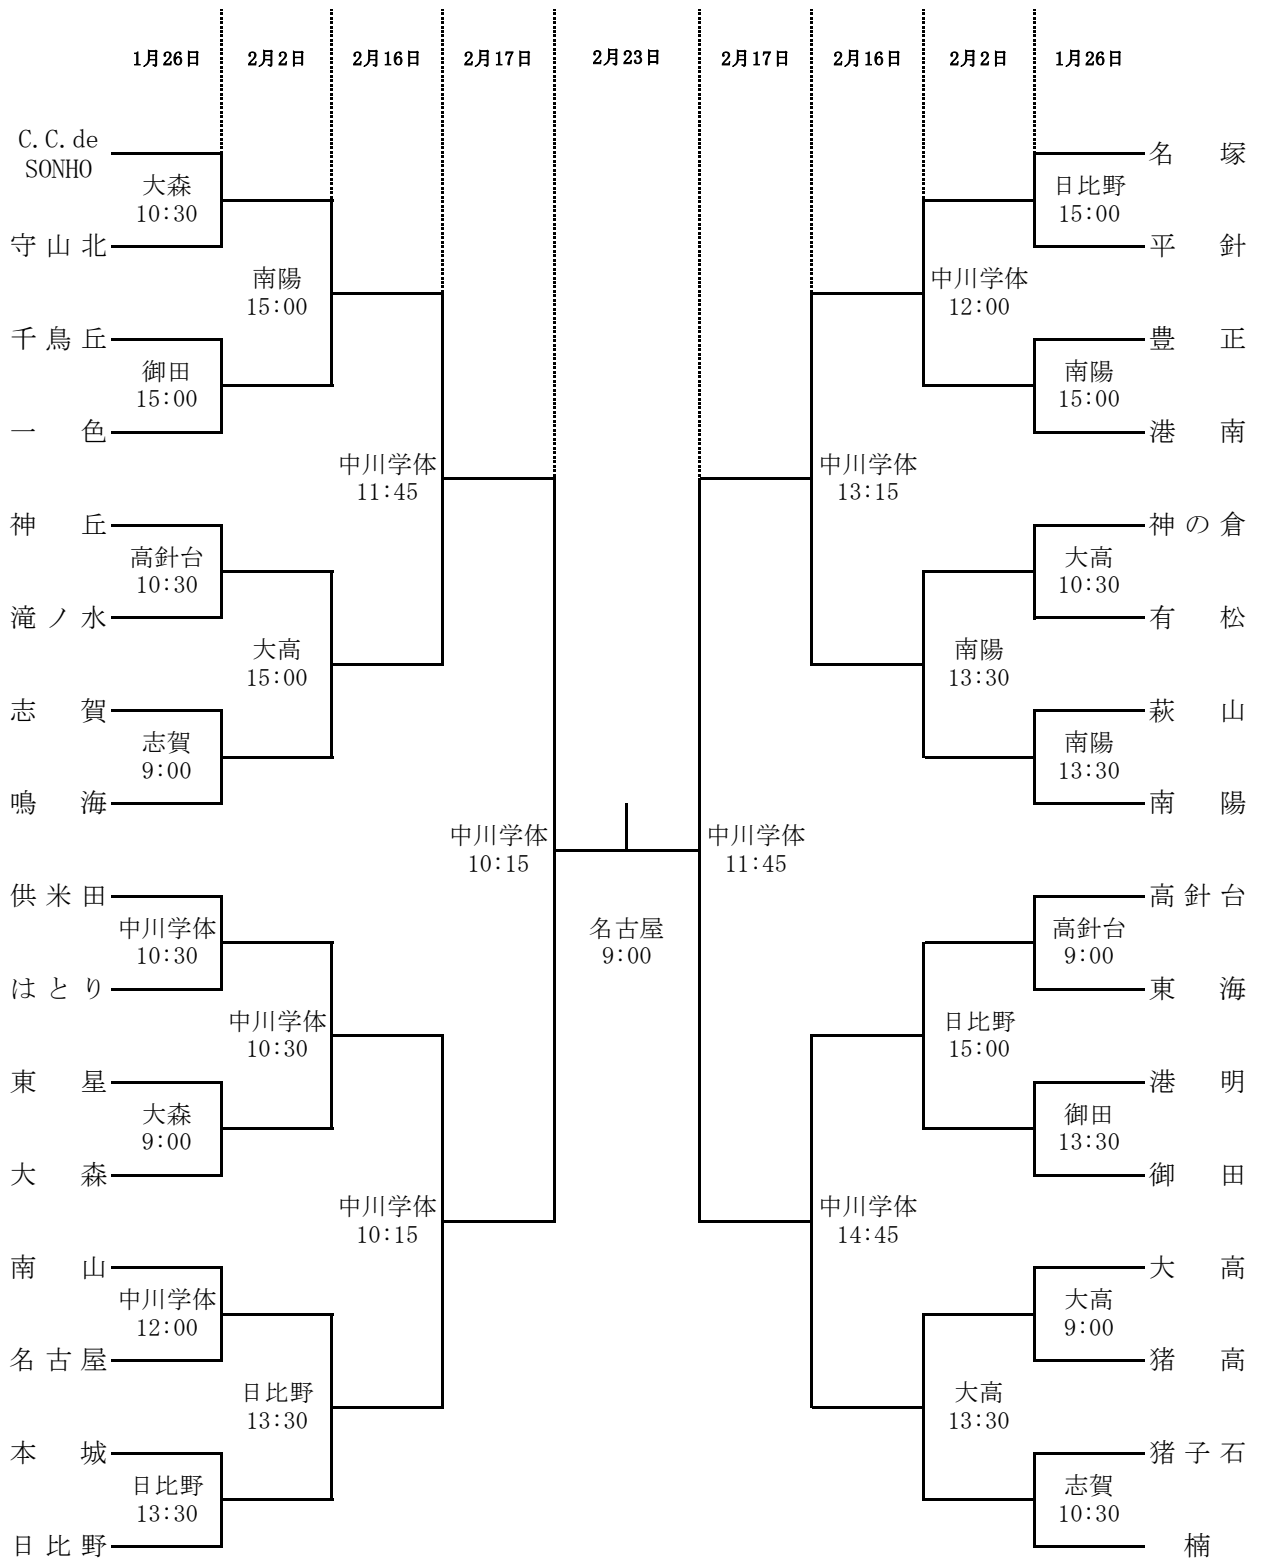 1月26日 2月2日 2月16日 2月17日 2月23日 2月17日 2月16日 2月2日 1月26日
C.C.de
SONHO
大森
10:30
守山北
南陽
15:00
千鳥丘
御田
15:00
一色
中川学体
11:45
神丘
高針台
10:30
滝ノ水
大高
15:00
志賀
志賀
9:00
鳴海
中川学体
10:15
供米田
中川学体
10:30
はとり
中川学体
10:30
東星
大森
9:00
大森
中川学体
10:15
南山
中川学体
12:00
名古屋
日比野
13:30
本城
日比野
13:30
日比野
名古屋
9:00
名塚
日比野
15:00
平針
中川学体
12:00
豊正
南陽
15:00
港南
中川学体
13:15
神の倉
大高
10:30
有松
南陽
13:30
萩山
南陽
13:30
南陽
中川学体
11:45
高針台
高針台
9:00
東海
日比野
15:00
港明
御田
13:30
御田
中川学体
14:45
大高
大高
9:00
猪高
大高
13:30
猪子石
志賀
10:30
楠